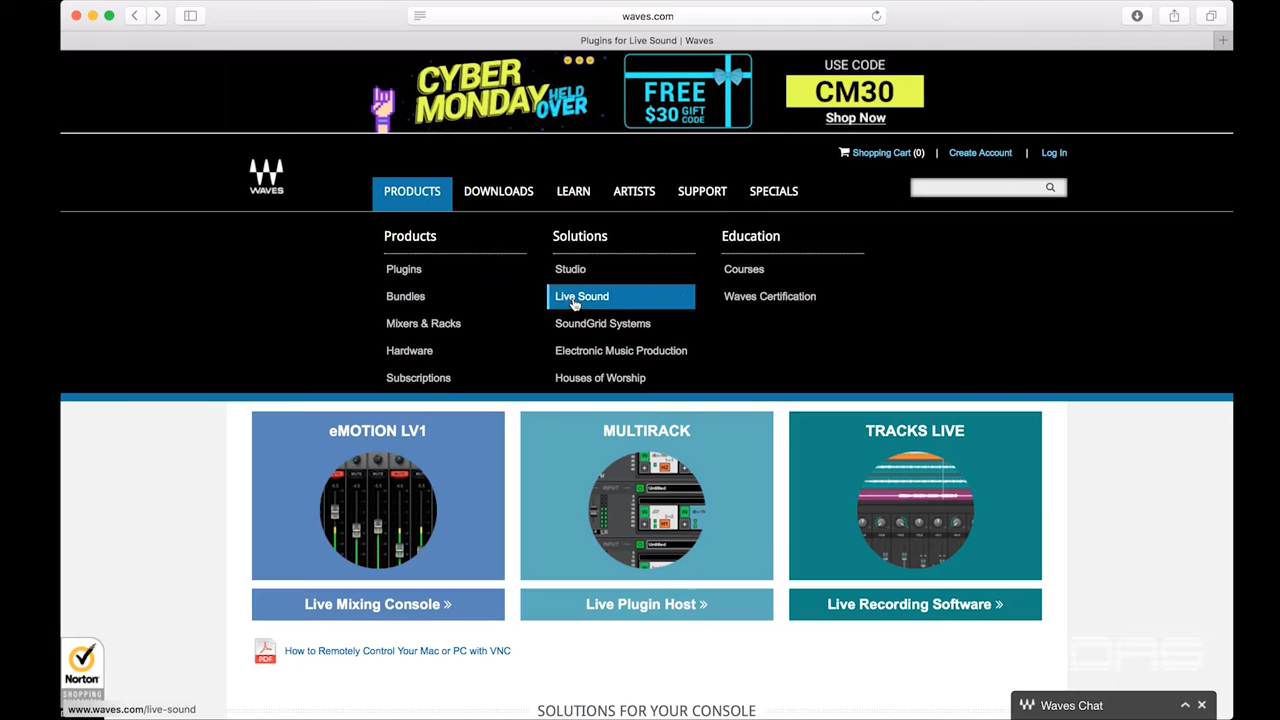 waves.com
Plugins for Live Sound | Waves
CYBER MONDAY HELD OVER
FREE $30 GIFT CODE
USE CODE
CM30
Shop Now
Shopping Cart (0) | Create Account | Log In
WAVES
PRODUCTS DOWNLOADS LEARN ARTISTS SUPPORT SPECIALS
Products
Plugins
Bundles
Mixers & Racks
Hardware
Subscriptions
Solutions
Studio
Live Sound
SoundGrid Systems
Electronic Music Production
Houses of Worship
Education
Courses
Waves Certification
eMOTION LV1
MULTIRACK
TRACKS LIVE
Live Mixing Console »
Live Plugin Host »
Live Recording Software »
PDF
How to Remotely Control Your Mac or PC with VNC
Norton
SHOPPING
www.waves.com/live-sound
SOLUTIONS FOR YOUR CONSOLE
Waves Chat
DAS